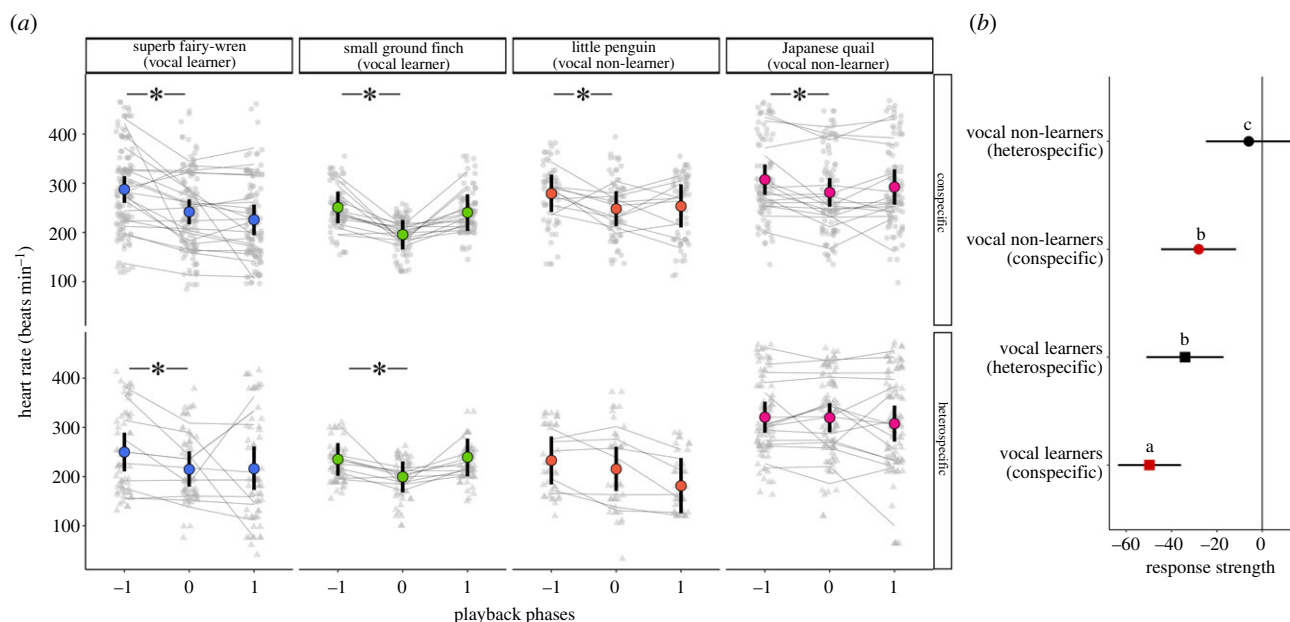 (a)
superb fairy-wren
(vocal learner)
small ground finch
(vocal learner)
little penguin
(vocal non-learner)
Japanese quail
(vocal non-learner)
heart rate (beats min−1)
400
300
200
100
*
*
*
*
conspecific
400
300
200
100
*
*
heterospecific
−1 0 1 −1 0 1 −1 0 1 −1 0 1
playback phases
(b)
vocal non-learners
(heterospecific)
c
vocal non-learners
(conspecific)
b
vocal learners
(heterospecific)
b
vocal learners
(conspecific)
a
−60 −40 −20 0
response strength